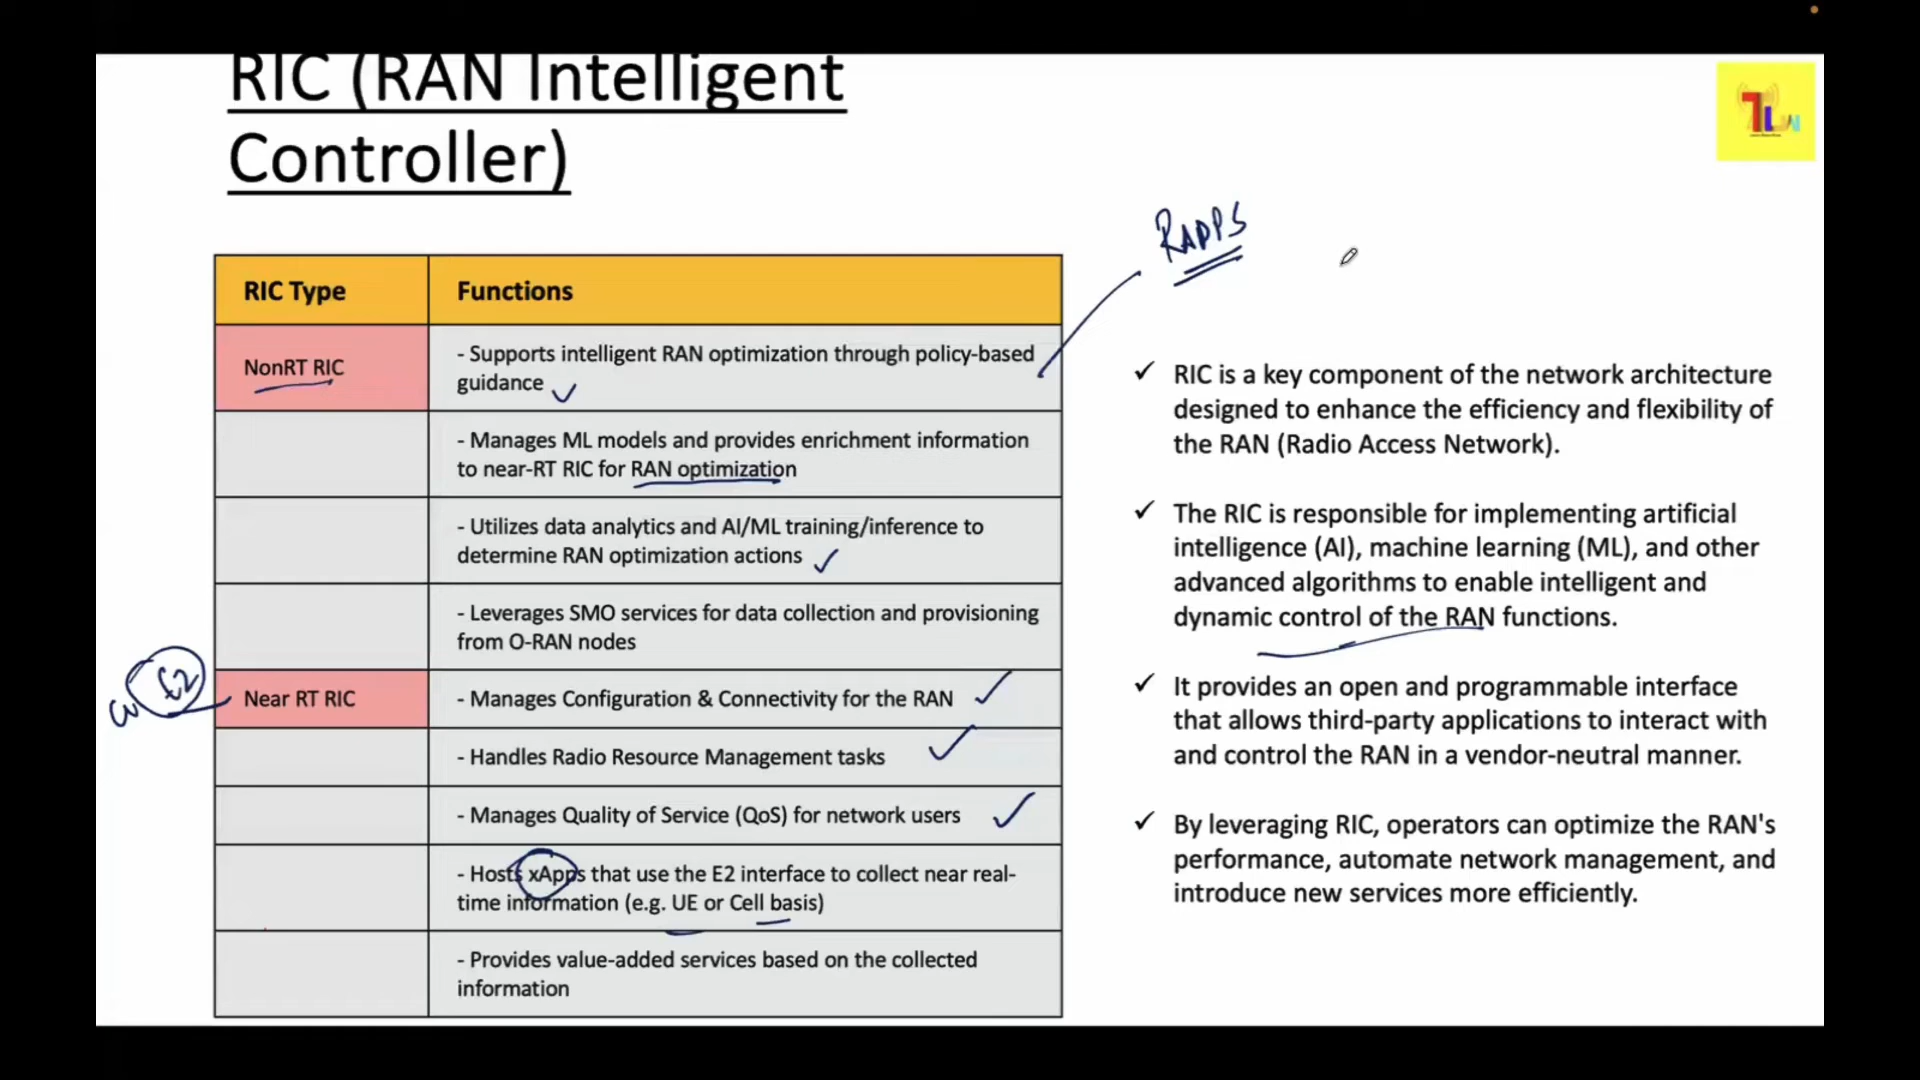 RIC (RAN Intelligent
Controller)
RAPPS
RIC Type
Functions
NonRT RIC
- Supports intelligent RAN optimization through policy-based
guidance
- Manages ML models and provides enrichment information
to near-RT RIC for RAN optimization
- Utilizes data analytics and AI/ML training/inference to
determine RAN optimization actions
- Leverages SMO services for data collection and provisioning
from O-RAN nodes
E2
Near RT RIC
- Manages Configuration & Connectivity for the RAN
- Handles Radio Resource Management tasks
- Manages Quality of Service (QoS) for network users
- Hosts xApps that use the E2 interface to collect near real-
time information (e.g. UE or Cell basis)
- Provides value-added services based on the collected
information
✓ RIC is a key component of the network architecture
designed to enhance the efficiency and flexibility of
the RAN (Radio Access Network).
✓ The RIC is responsible for implementing artificial
intelligence (AI), machine learning (ML), and other
advanced algorithms to enable intelligent and
dynamic control of the RAN functions.
✓ It provides an open and programmable interface
that allows third-party applications to interact with
and control the RAN in a vendor-neutral manner.
✓ By leveraging RIC, operators can optimize the RAN's
performance, automate network management, and
introduce new services more efficiently.